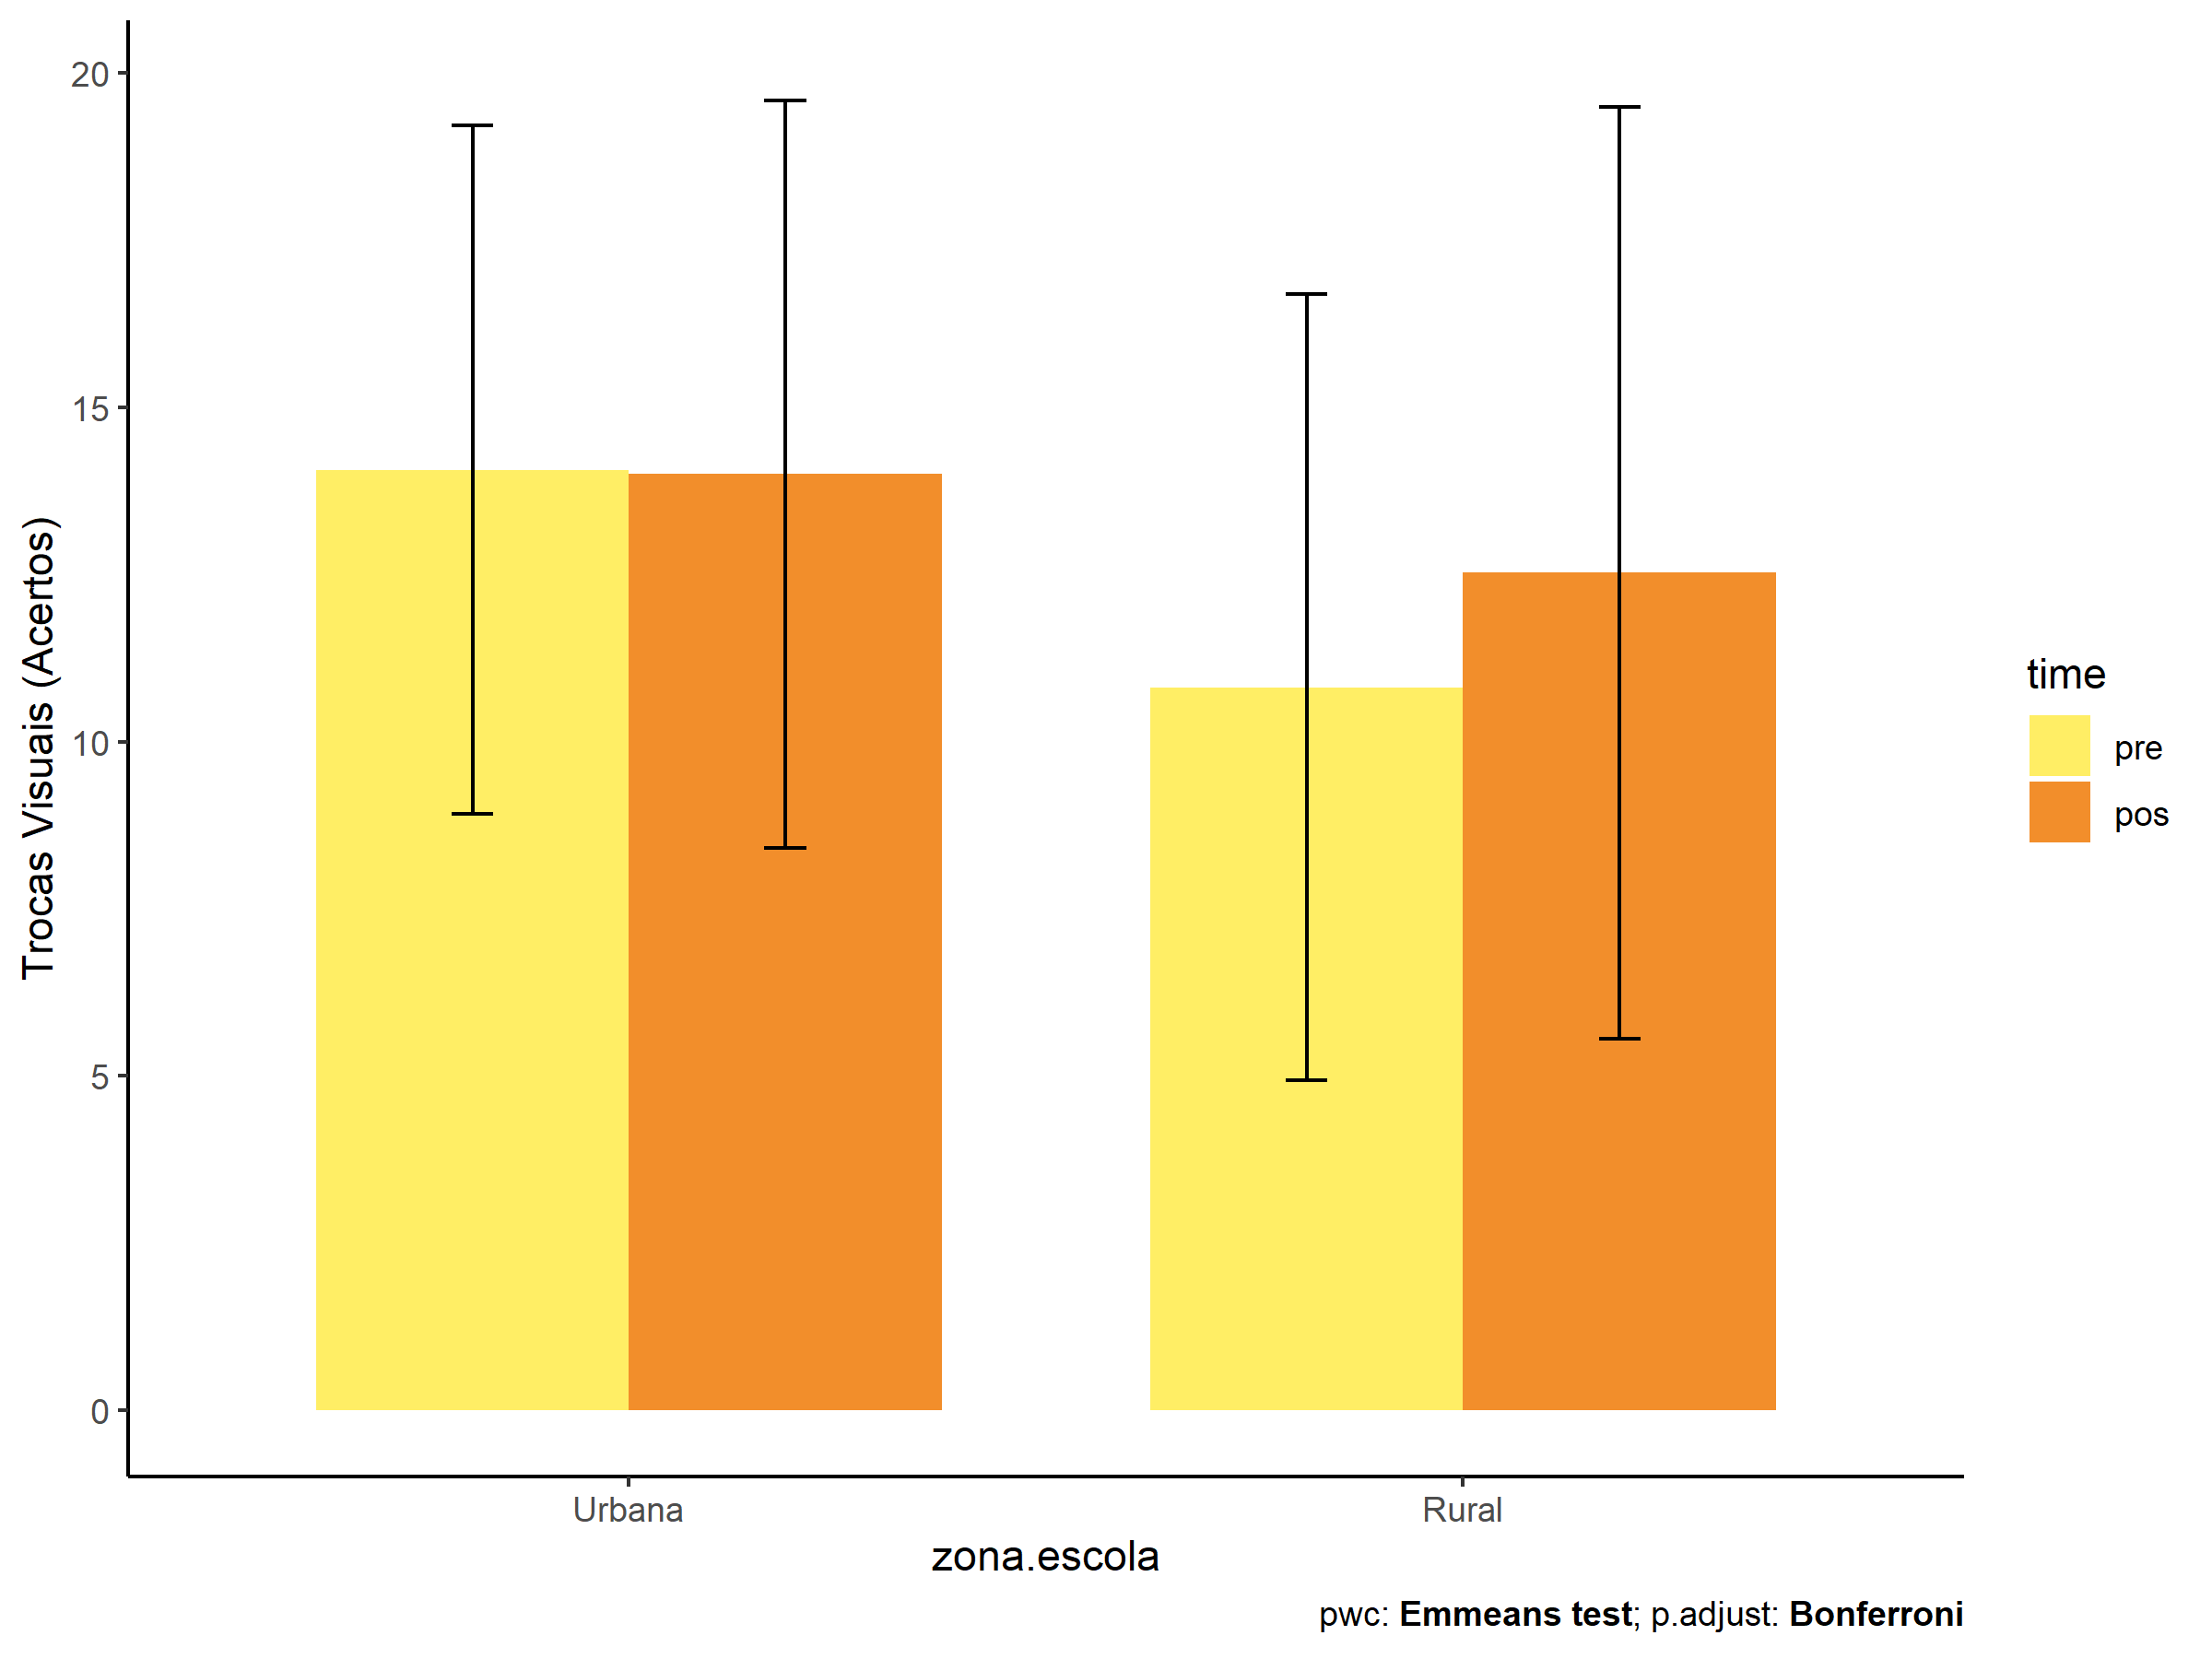 20
15
10
5
0
Trocas Visuais (Acertos)
Urbana
Rural
zona.escola
pwc: Emmeans test; p.adjust: Bonferroni
time
pre
pos